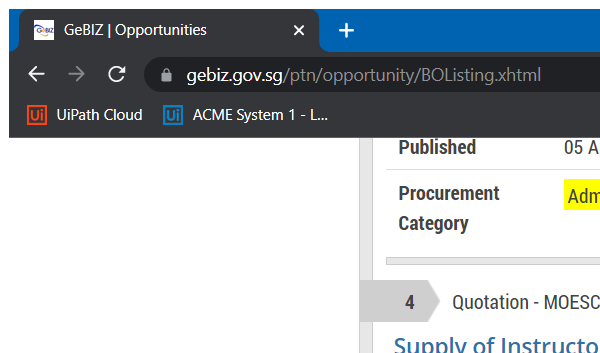 GeBIZ | Opportunities
gebiz.gov.sg/ptn/opportunity/BOListing.xhtml
Ui UiPath Cloud Ui ACME System 1 - L...
Published 05 A
Procurement Adm
Category
4 Quotation - MOESC
Supply of Instructo